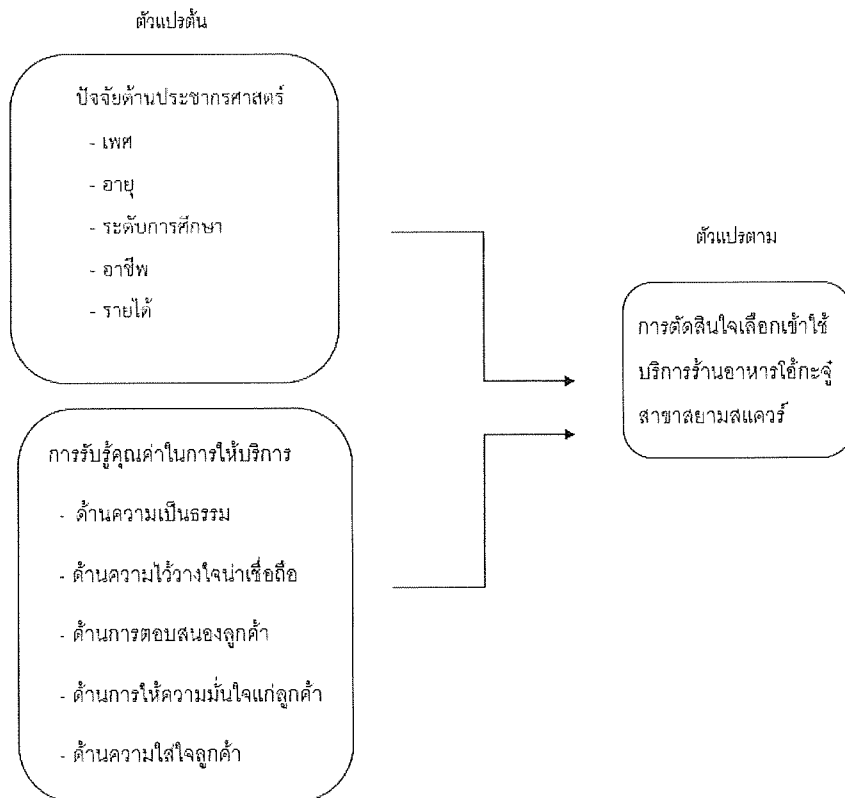 ตัวแปรต้น
ปัจจัยด้านประชากรศาสตร์
- เพศ
- อายุ
- ระดับการศึกษา
- อาชีพ
- รายได้
ตัวแปรตาม
การตัดสินใจเลือกเข้าใช้
บริการร้านอาหารโอ้กะจู๋
สาขาสยามสแควร์
การรับรู้คุณค่าในการให้บริการ
- ด้านความเป็นธรรม
- ด้านความไว้วางใจน่าเชื่อถือ
- ด้านการตอบสนองลูกค้า
- ด้านการให้ความมั่นใจแก่ลูกค้า
- ด้านความใส่ใจลูกค้า